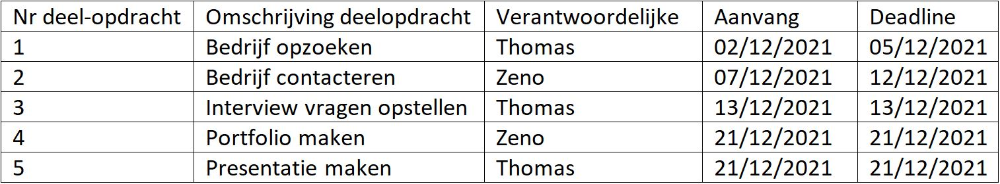 Nr deel-opdracht Omschrijving deelopdracht Verantwoordelijke Aanvang Deadline
1 Bedrijf opzoeken Thomas 02/12/2021 05/12/2021
2 Bedrijf contacteren Zeno 07/12/2021 12/12/2021
3 Interview vragen opstellen Thomas 13/12/2021 13/12/2021
4 Portfolio maken Zeno 21/12/2021 21/12/2021
5 Presentatie maken Thomas 21/12/2021 21/12/2021